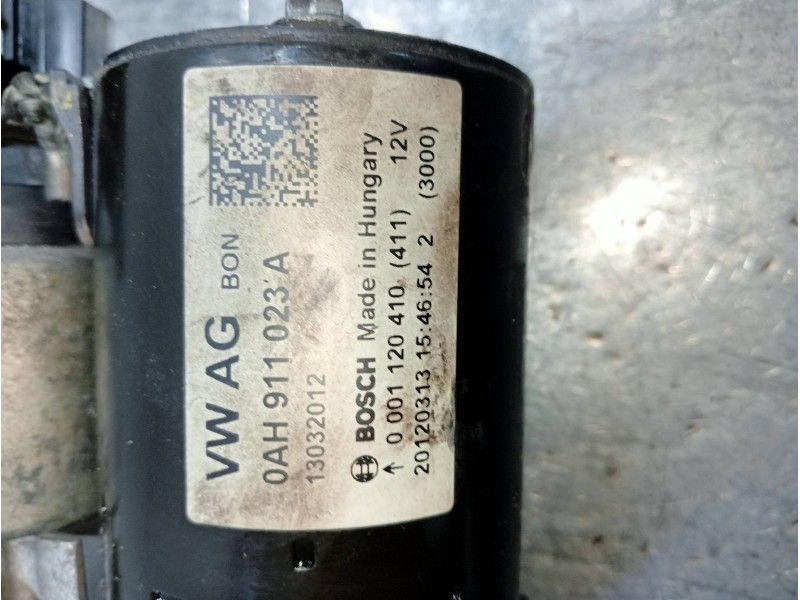 VW AG BON
0AH 911 023 A
13032012
BOSCH Made in Hungary 12V
↑ 0 001 120 410 (411)
20120313 15:46:54 2 (3000)